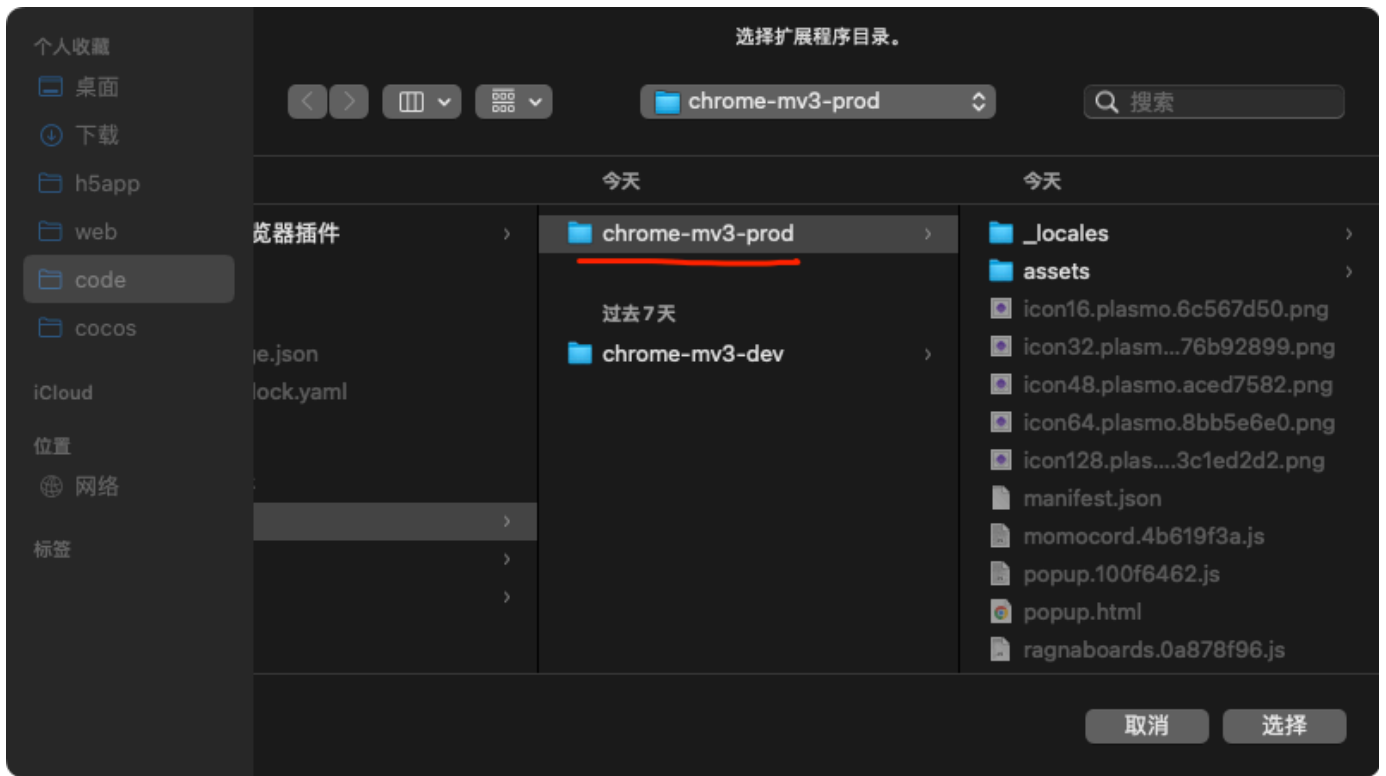 选择扩展程序目录。
个人收藏
桌面
下载
h5app
web
code
cocos
iCloud
位置
网络
标签
chrome-mv3-prod
搜索
今天
今天
览器插件
ge.json
lock.yaml
chrome-mv3-prod
过去 7 天
chrome-mv3-dev
_locales
assets
icon16.plasmo.6c567d50.png
icon32.plasm...76b92899.png
icon48.plasmo.aced7582.png
icon64.plasmo.8bb5e6e0.png
icon128.plas....3c1ed2d2.png
manifest.json
momocord.4b619f3a.js
popup.100f6462.js
popup.html
ragnaboards.0a878f96.js
取消
选择